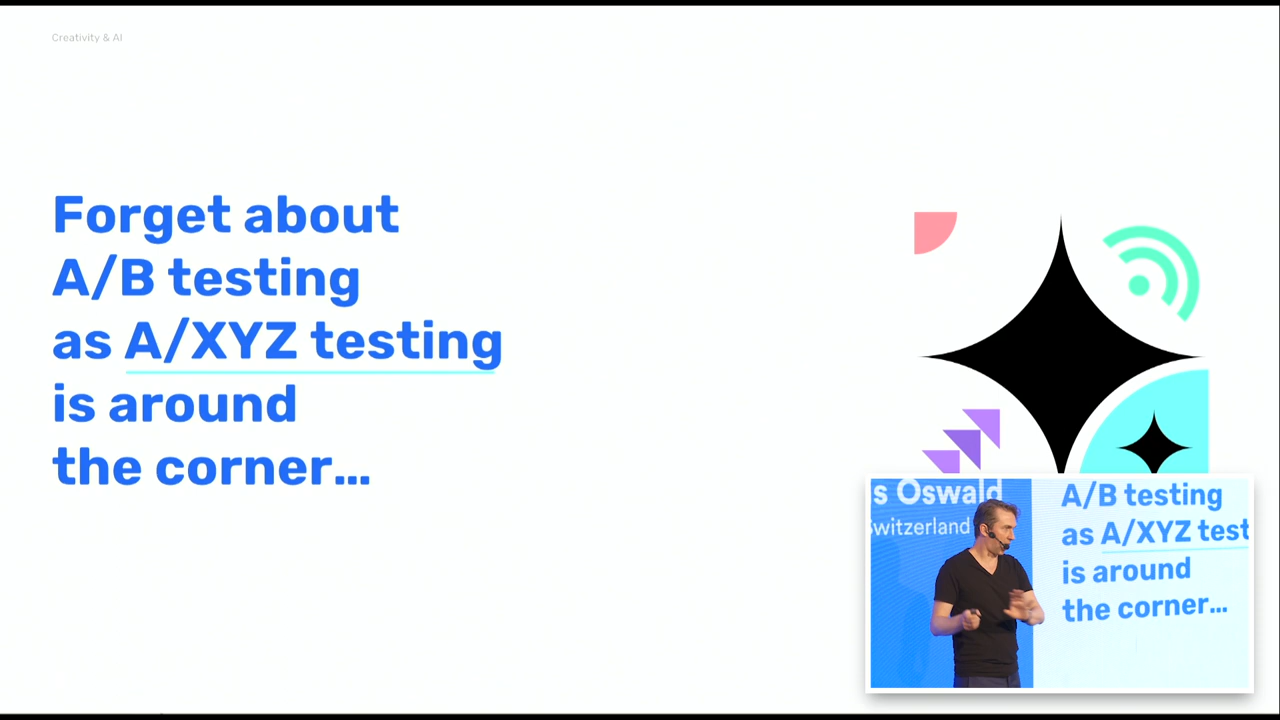 Creativity & AI
Forget about
A/B testing
as A/XYZ testing
is around
the corner...
s Oswald
Switzerland
A/B testing
as A/XYZ test
is around
the corner...